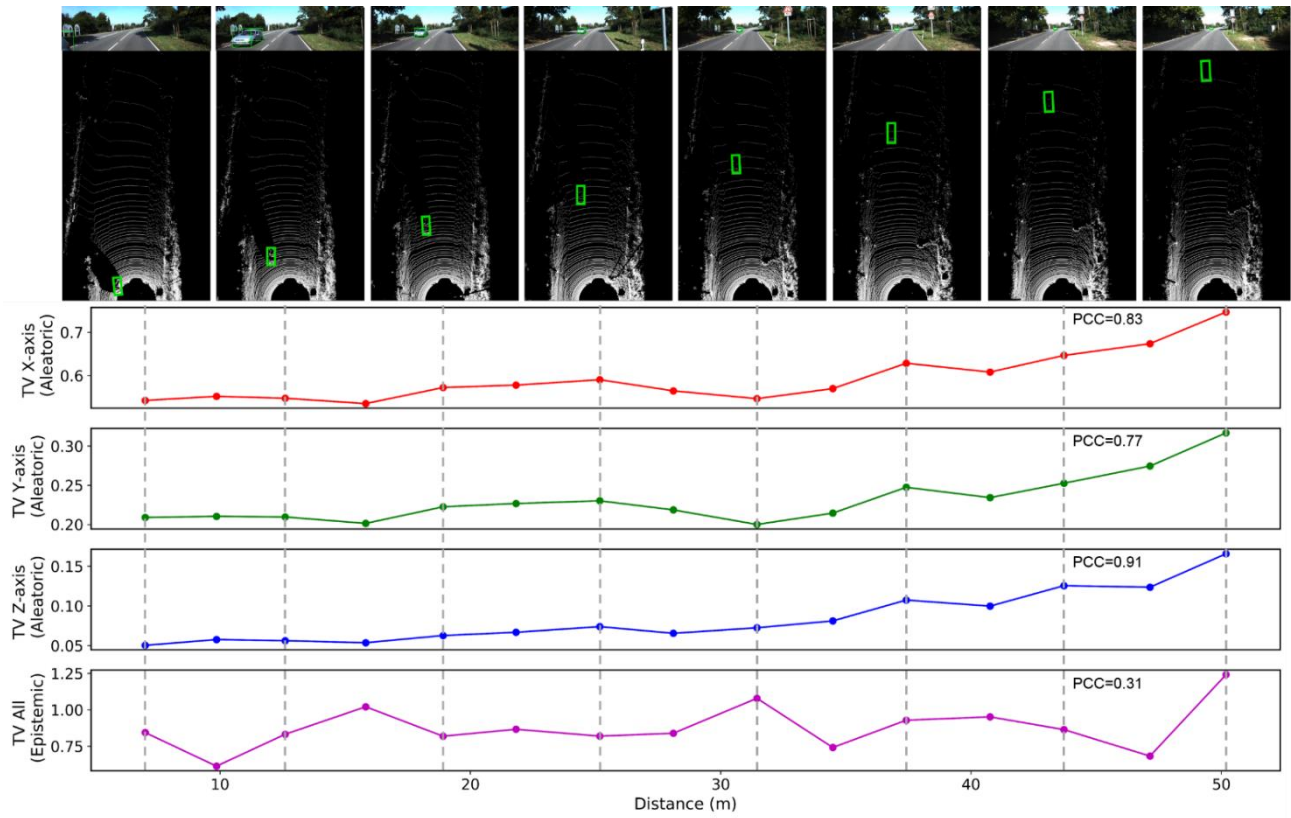 TV X-axis
(Aleatoric)
0.7
0.6
PCC=0.83
TV Y-axis
(Aleatoric)
0.30
0.25
0.20
PCC=0.77
TV Z-axis
(Aleatoric)
0.15
0.10
0.05
PCC=0.91
TV All
(Epistemic)
1.25
1.00
0.75
PCC=0.31
10
20
30
40
50
Distance (m)